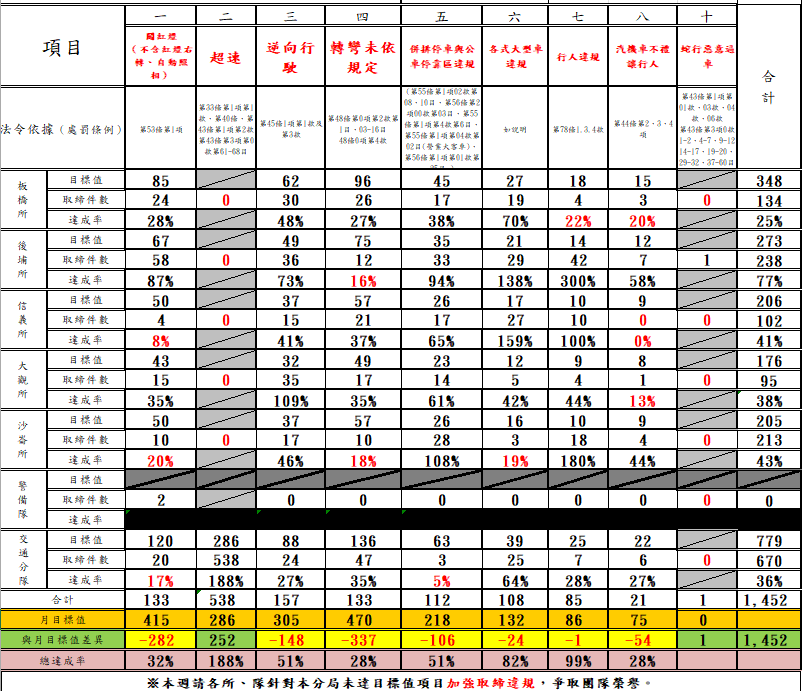 項目 一 二 三 四 五 六 七 八 十 合計
闖紅燈（不含紅燈右轉、自動照相） 超速 逆向行駛 轉彎未依規定 併排停車與公車停靠區違規 各式大型車違規 行人違規 汽機車不禮讓行人 蛇行惡意逼車
法令依據（處罰條例） 第53條第1項 第33條第1項第1款、第40條、第43條第1項第2款第43條第3項第0款第6l-68目 第45條1項第1款及第3款 第48條第0項第2款第1目、03-16目48條0項第4款 (第55條第1項02款第08、10目、第56條第2項00款第03目、第55條第1項第4款第6目、第55條第1項第04款第02目(營業大客車)、第56條第1項第01款第 如說明 第78條1.3.4款 第44條第2、3、4項 第43條第1項第01款、03款、04款、06款第43條第3項0款1-2、4-7、9-12 14-17、19-20、29-32、37-60目
板橋所 目標值 85 62 96 45 27 18 15 348
取締件數 24 0 30 26 17 19 4 3 0 134
達成率 28% 48% 27% 38% 70% 22% 20% 25%
後埔所 目標值 67 49 75 35 21 14 12 273
取締件數 58 0 36 12 33 29 42 7 1 238
達成率 87% 73% 16% 94% 138% 300% 58% 77%
信義所 目標值 50 37 57 26 17 10 9 206
取締件數 4 0 15 21 17 27 10 0 0 102
達成率 8% 41% 37% 65% 159% 100% 0% 41%
大觀所 目標值 43 32 49 23 12 9 8 176
取締件數 15 0 35 17 14 5 4 1 0 95
達成率 35% 109% 35% 61% 42% 44% 13% 38%
沙崙所 目標值 50 37 57 26 16 10 9 205
取締件數 10 0 17 10 28 3 18 4 0 213
達成率 20% 46% 18% 108% 19% 180% 44% 43%
警備隊 目標值
取締件數 2 0 0 0 0 0 0 0 0
達成率
交通分隊 目標值 120 286 88 136 63 39 25 22 779
取締件數 20 538 24 47 3 25 7 6 0 670
達成率 17% 188% 27% 35% 5% 64% 28% 27% 36%
合計 133 538 157 133 112 108 85 21 1 1,452
月目標值 415 286 305 470 218 132 86 75 0
與月目標值差異 -282 252 -148 -337 -106 -24 -1 -54 1 1,452
總達成率 32% 188% 51% 28% 51% 82% 99% 28%
※本週請各所、隊針對本分局未達目標值項目加強取締違規，爭取團隊榮譽。